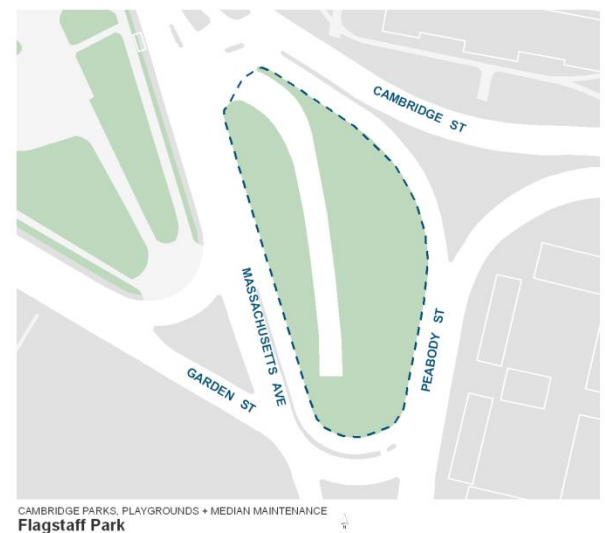 CAMBRIDGE ST
MASSACHUSETTS AVE
PEABODY ST
GARDEN ST
CAMBRIDGE PARKS, PLAYGROUNDS + MEDIAN MAINTENANCE
Flagstaff Park